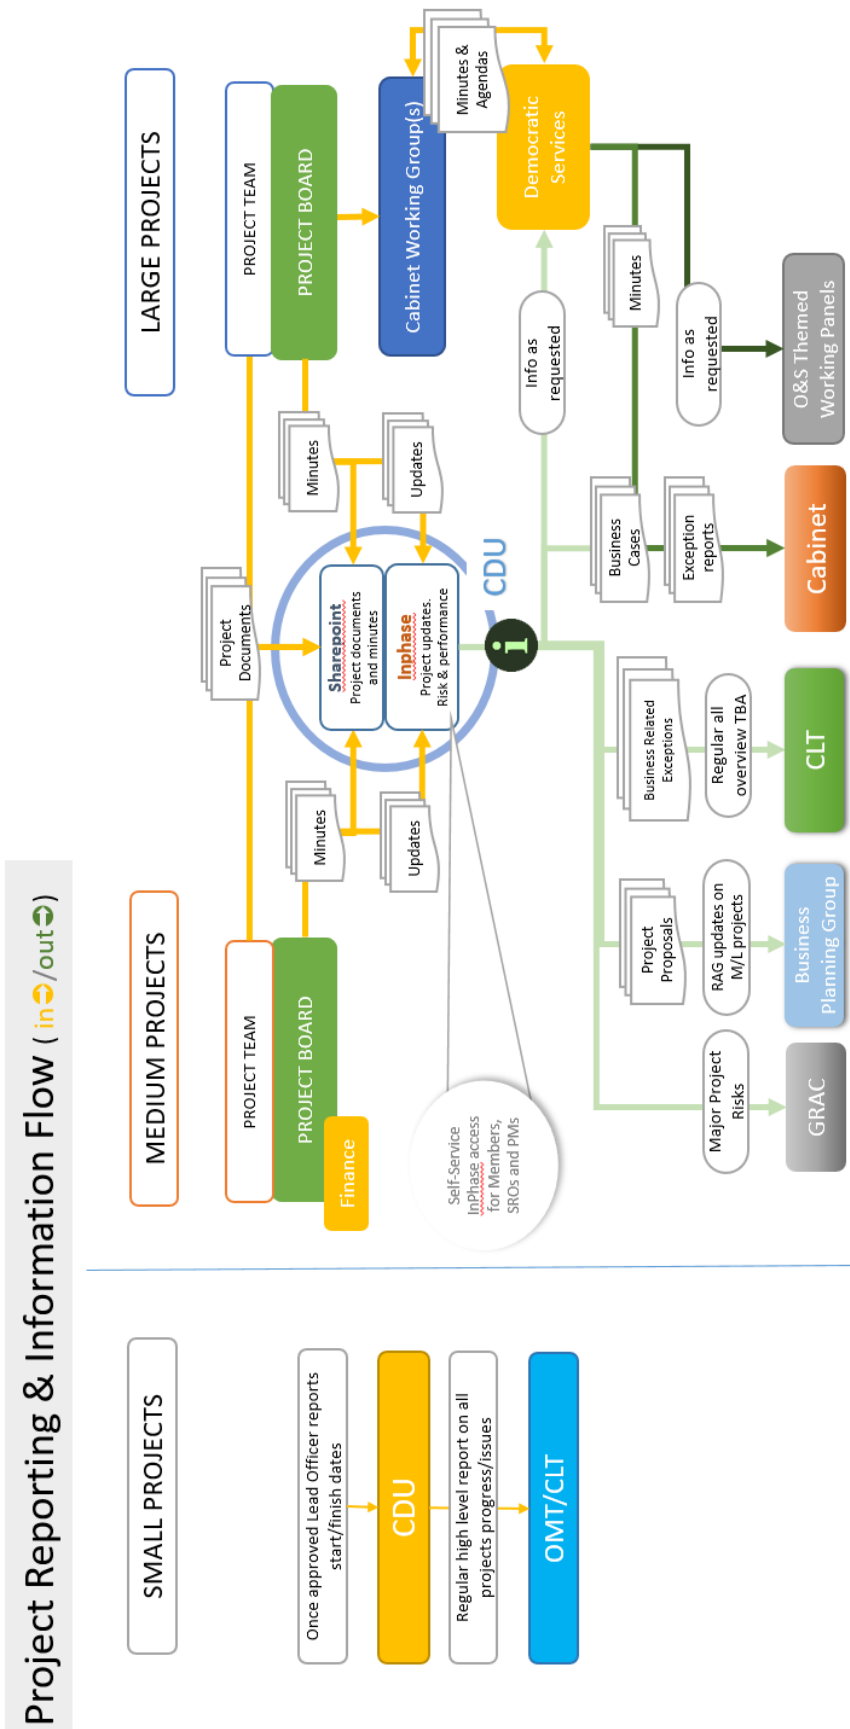 Project Reporting & Information Flow ( in➔/out➔)
SMALL PROJECTS
Once approved Lead Officer reports
start/finish dates
CDU
Regular high level report on all
projects progress/issues
OMT/CLT
MEDIUM PROJECTS
PROJECT TEAM
PROJECT BOARD
Finance
Self-Service
InPhase access
for Members,
SROs and PMs
LARGE PROJECTS
PROJECT TEAM
PROJECT BOARD
Cabinet Working Group(s)
Minutes &
Agendas
Democratic
Services
Project
Documents
Minutes
Updates
Minutes
Updates
Sharepoint
Project documents
and minutes
Inphase
Project updates.
Risk & performance
CDU
i
Info as
requested
Minutes
Info as
requested
Business
Cases
Exception
reports
Business Related
Exceptions
Regular all
overview TBA
Project
Proposals
RAG updates on
M/L projects
Major Project
Risks
GRAC
Business
Planning Group
CLT
Cabinet
O&S Themed
Working Panels